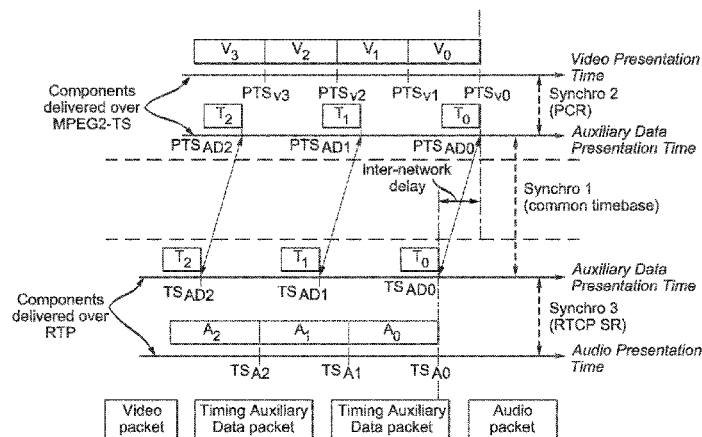 V3 V2 V1 V0
Video Presentation
Time
Components
delivered over
MPEG2-TS
PTSv3 PTSv2 PTSv1 PTSv0
Synchro 2
(PCR)
T2 T1 T0
PTSAD2 PTSAD1 PTSAD0
Auxiliary Data
Presentation Time
Inter-network
delay
Synchro 1
(common timebase)
T2 T1 T0
TSAD2 TSAD1 TSAD0
Auxiliary Data
Presentation Time
Components
delivered over
RTP
Synchro 3
(RTCP SR)
A2 A1 A0
TSA2 TSA1 TSA0
Audio Presentation
Time
Video
packet
Timing Auxiliary
Data packet
Timing Auxiliary
Data packet
Audio
packet